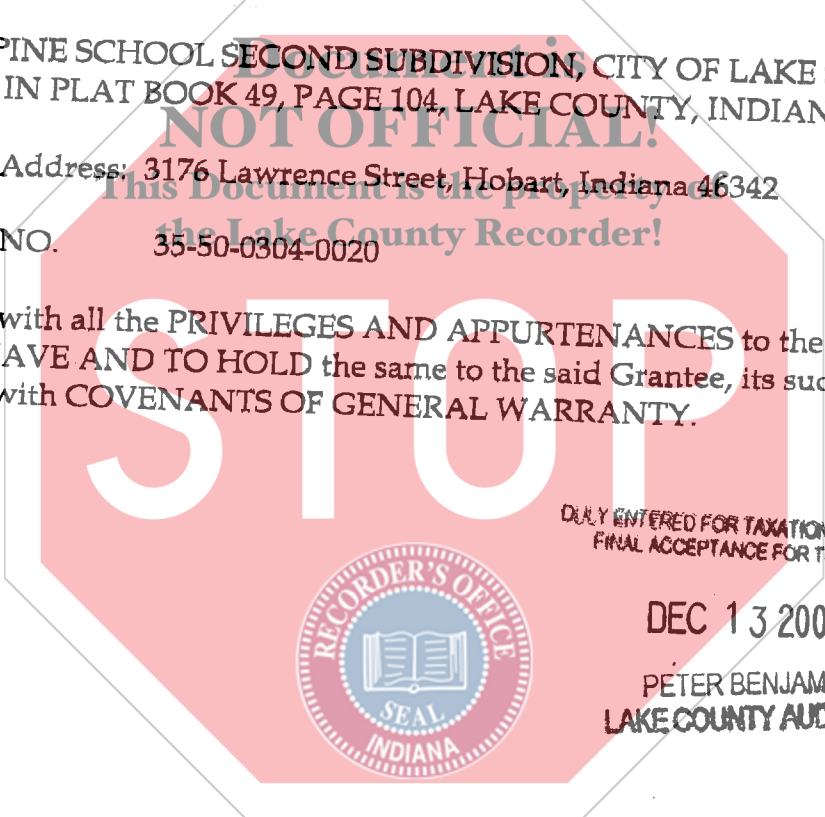 Document is
PINE SCHOOL SECOND SUBDIVISION, CITY OF LAKE
IN PLAT BOOK 49, PAGE 104, LAKE COUNTY, INDIAN
NOT OFFICIAL!
Address: 3176 Lawrence Street, Hobart, Indiana 46342
This Document is the property of
the Lake County Recorder!
NO. 35-50-0304-0020
with all the PRIVILEGES AND APPURTENANCES to the
AVE AND TO HOLD the same to the said Grantee, its suc
with COVENANTS OF GENERAL WARRANTY.
STOP
DULY ENTERED FOR TAXATION
FINAL ACCEPTANCE FOR T
RECORDER'S OFFICE
SEAL
INDIANA
DEC 13 200
PETER BENJAM
LAKE COUNTY AUD